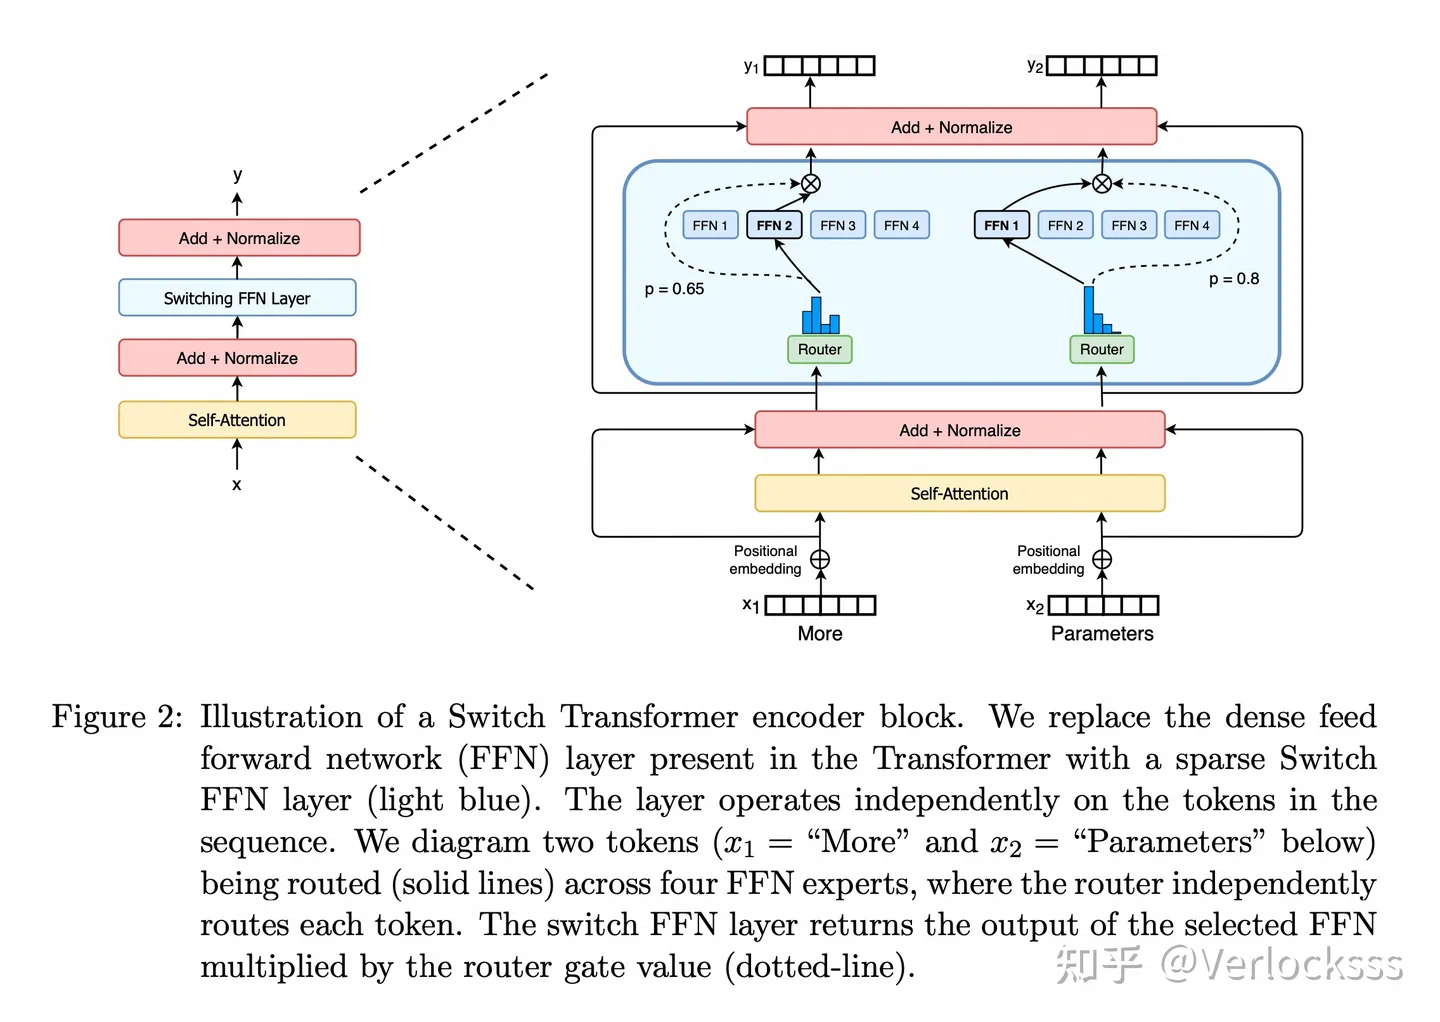 y
Add + Normalize
Switching FFN Layer
Add + Normalize
Self-Attention
x
y1
y2
Add + Normalize
FFN 1 FFN 2 FFN 3 FFN 4
FFN 1 FFN 2 FFN 3 FFN 4
p = 0.65
p = 0.8
Router
Router
Add + Normalize
Self-Attention
Positional
embedding
Positional
embedding
x1
x2
More
Parameters
Figure 2: Illustration of a Switch Transformer encoder block. We replace the dense feed
forward network (FFN) layer present in the Transformer with a sparse Switch
FFN layer (light blue). The layer operates independently on the tokens in the
sequence. We diagram two tokens (x1 = “More” and x2 = “Parameters” below)
being routed (solid lines) across four FFN experts, where the router independently
routes each token. The switch FFN layer returns the output of the selected FFN
multiplied by the router gate value (dotted-line).
知乎 @Verlocksss